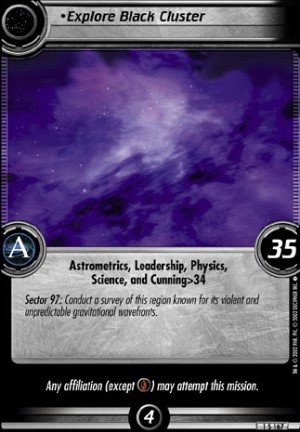 •Explore Black Cluster
A
35
Astrometrics, Leadership, Physics,
Science, and Cunning>34
Sector 97: Conduct a survey of this region known for its violent and
unpredictable gravitational wavefronts.
Any affiliation (except ) may attempt this mission.
4